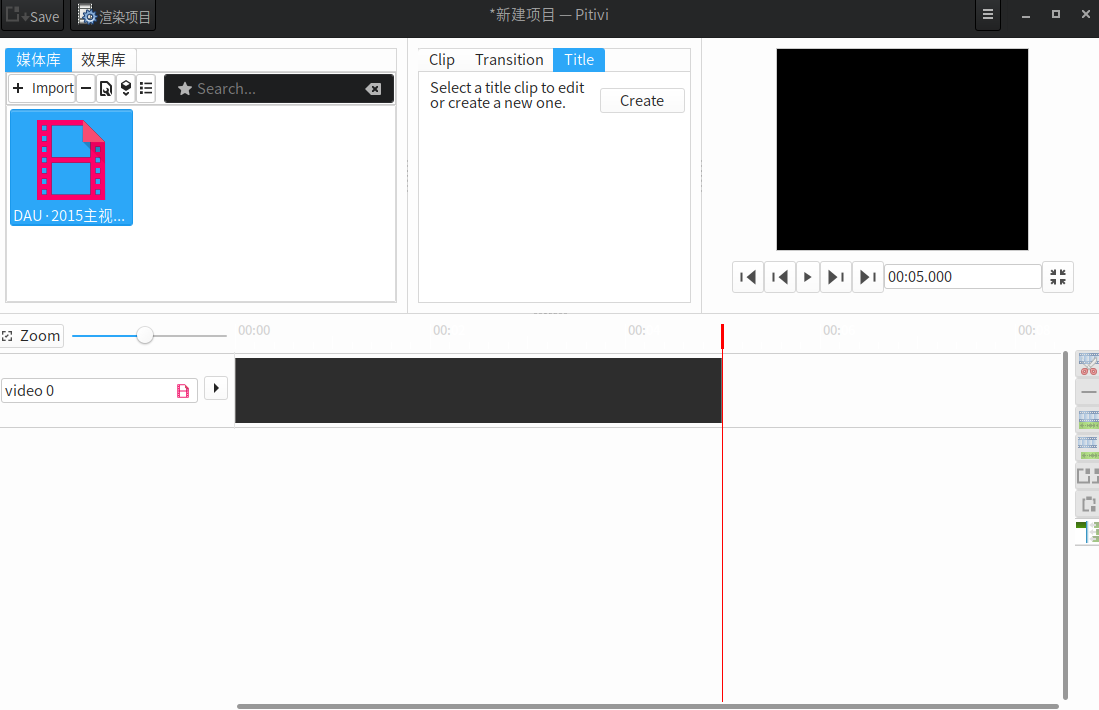 *新建项目 — Pitivi
Save
渲染项目
媒体库
效果库
Import
Search...
DAU·2015主视...
Clip
Transition
Title
Select a title clip to edit
or create a new one.
Create
00:05.000
Zoom
00:00
00:
00:
00:
00:
video 0